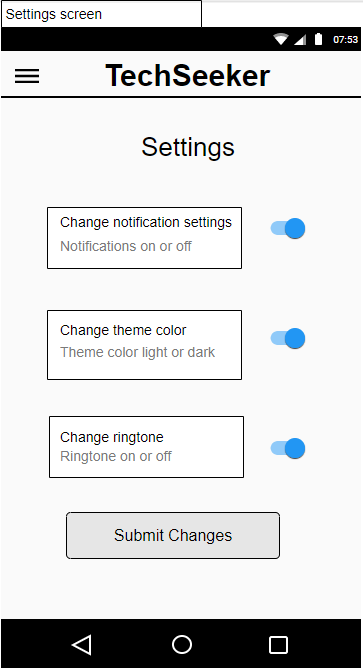 Settings screen
07:53
TechSeeker
Settings
Change notification settings
Notifications on or off
Change theme color
Theme color light or dark
Change ringtone
Ringtone on or off
Submit Changes